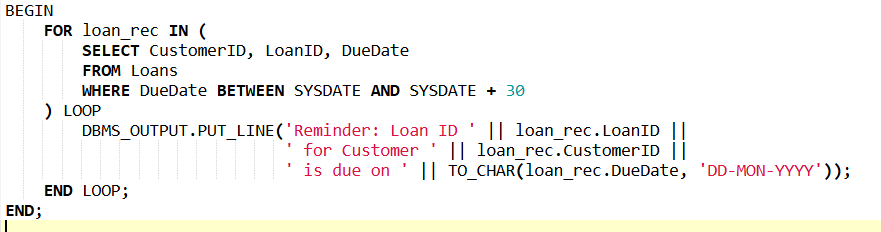 BEGIN
    FOR loan_rec IN (
        SELECT CustomerID, LoanID, DueDate
        FROM Loans
        WHERE DueDate BETWEEN SYSDATE AND SYSDATE + 30
    ) LOOP
        DBMS_OUTPUT.PUT_LINE('Reminder: Loan ID ' || loan_rec.LoanID ||
                             ' for Customer ' || loan_rec.CustomerID ||
                             ' is due on ' || TO_CHAR(loan_rec.DueDate, 'DD-MON-YYYY'));
    END LOOP;
END;